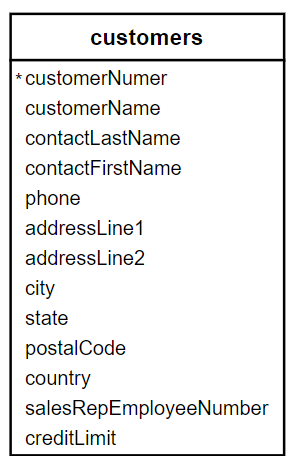 customers
*customerNumer
customerName
contactLastName
contactFirstName
phone
addressLine1
addressLine2
city
state
postalCode
country
salesRepEmployeeNumber
creditLimit